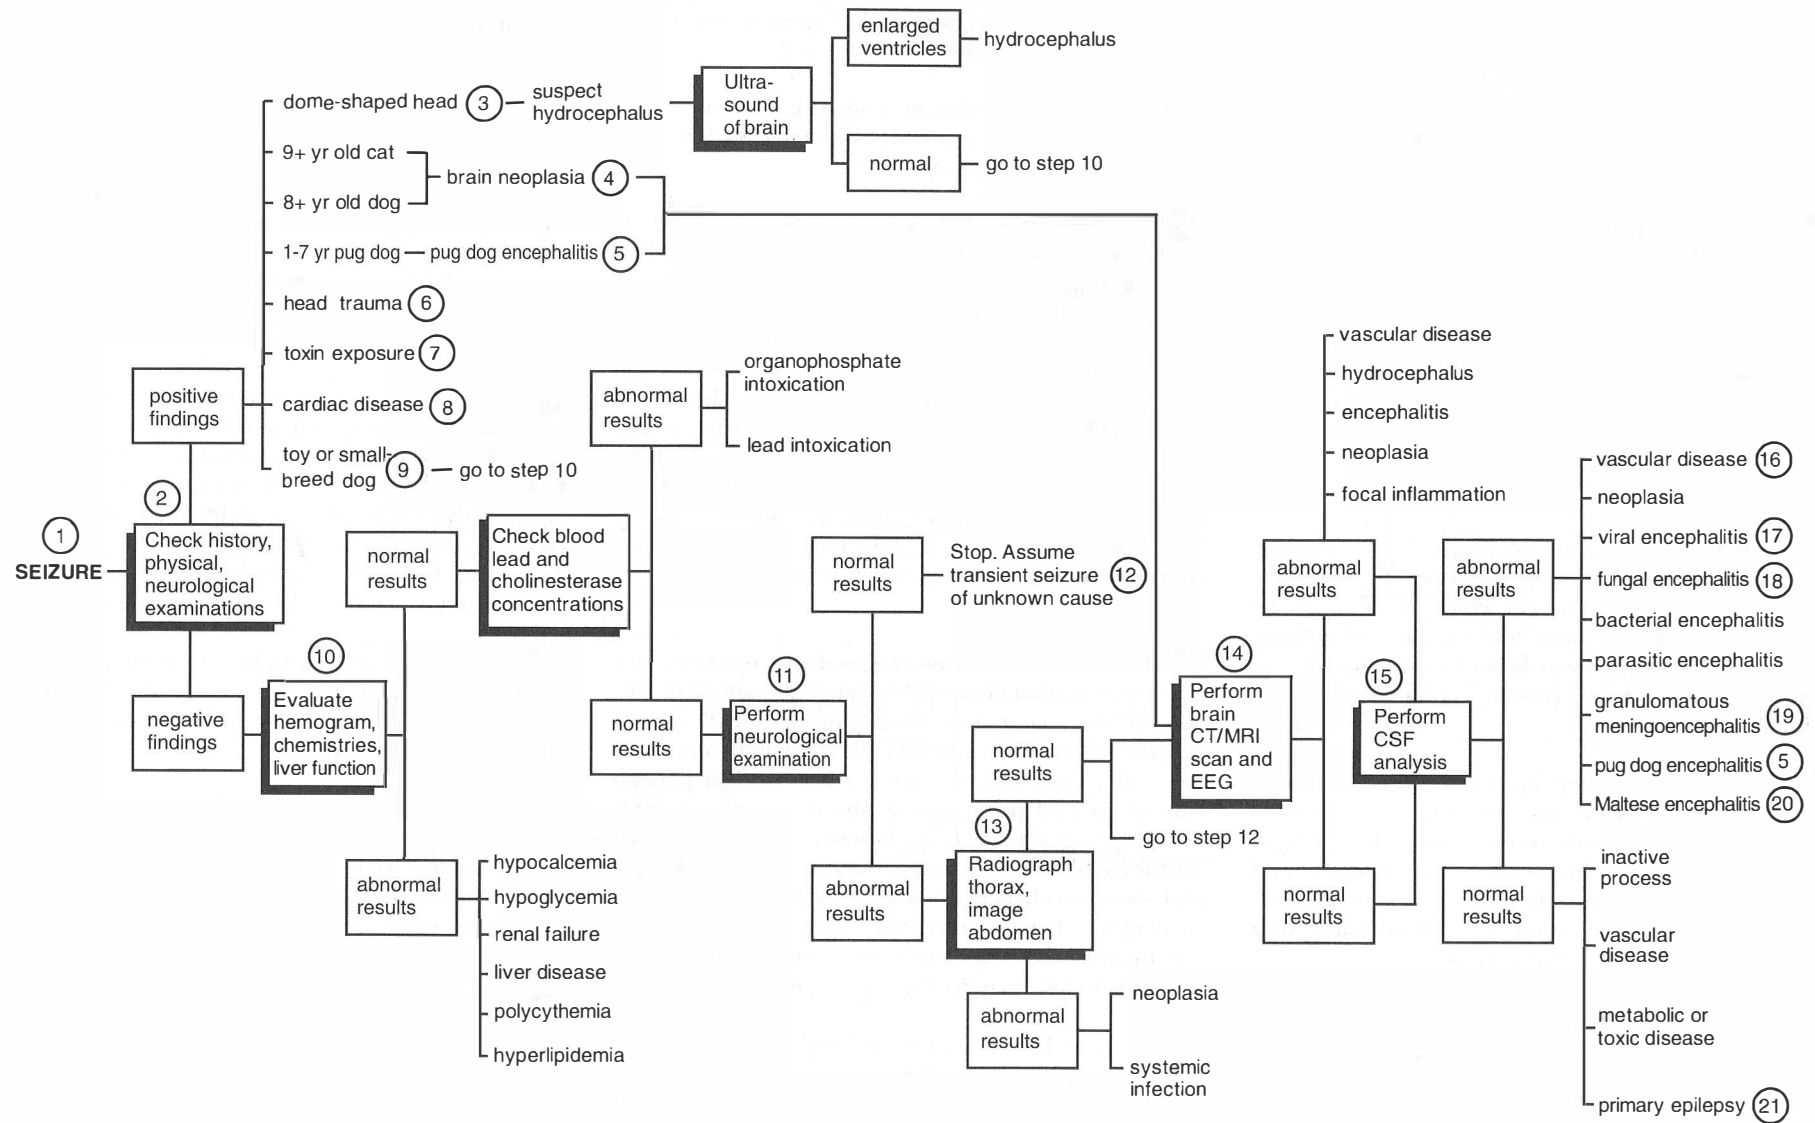 enlarged
ventricles
hydrocephalus
dome-shaped head
3
suspect
hydrocephalus
Ultra-
sound
of brain
normal
go to step 10
9+ yr old cat
8+ yr old dog
brain neoplasia
4
1-7 yr pug dog
pug dog encephalitis
5
head trauma
6
toxin exposure
7
cardiac disease
8
toy or small-
breed dog
9
go to step 10
positive
findings
2
1
SEIZURE
Check history,
physical,
neurological
examinations
negative
findings
10
Evaluate
hemogram,
chemistries,
liver function
normal
results
abnormal
results
hypocalcemia
hypoglycemia
renal failure
liver disease
polycythemia
hyperlipidemia
Check blood
lead and
cholinesterase
concentrations
abnormal
results
organophosphate
intoxication
lead intoxication
normal
results
11
Perform
neurological
examination
normal
results
Stop. Assume
transient seizure
of unknown cause
12
abnormal
results
13
Radiograph
thorax,
image
abdomen
normal
results
go to step 12
abnormal
results
neoplasia
systemic
infection
14
Perform
brain
CT/MRI
scan and
EEG
abnormal
results
vascular disease
hydrocephalus
encephalitis
neoplasia
focal inflammation
normal
results
15
Perform
CSF
analysis
abnormal
results
vascular disease
16
neoplasia
viral encephalitis
17
fungal encephalitis
18
bacterial encephalitis
parasitic encephalitis
granulomatous
meningoencephalitis
19
pug dog encephalitis
5
Maltese encephalitis
20
normal
results
inactive
process
vascular
disease
metabolic or
toxic disease
primary epilepsy
21